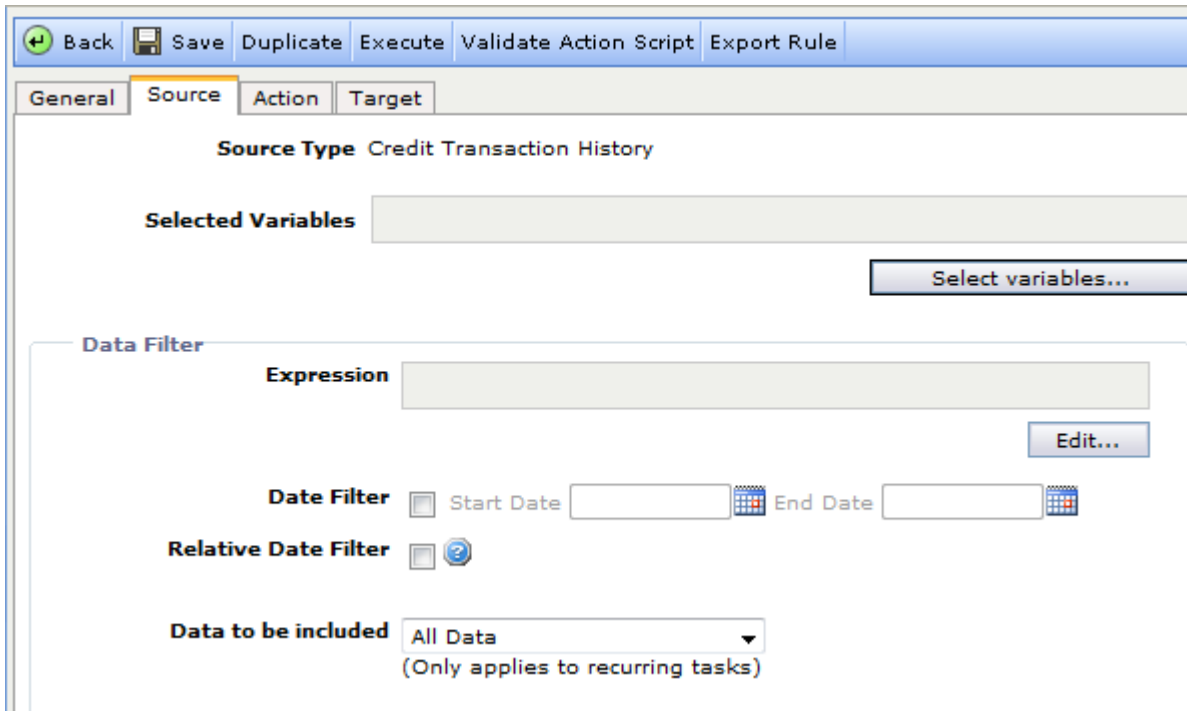 Back Save Duplicate Execute Validate Action Script Export Rule
General Source Action Target
Source Type Credit Transaction History
Selected Variables
Select variables...
Data Filter
Expression
Edit...
Date Filter Start Date End Date
Relative Date Filter ?
Data to be included All Data
(Only applies to recurring tasks)